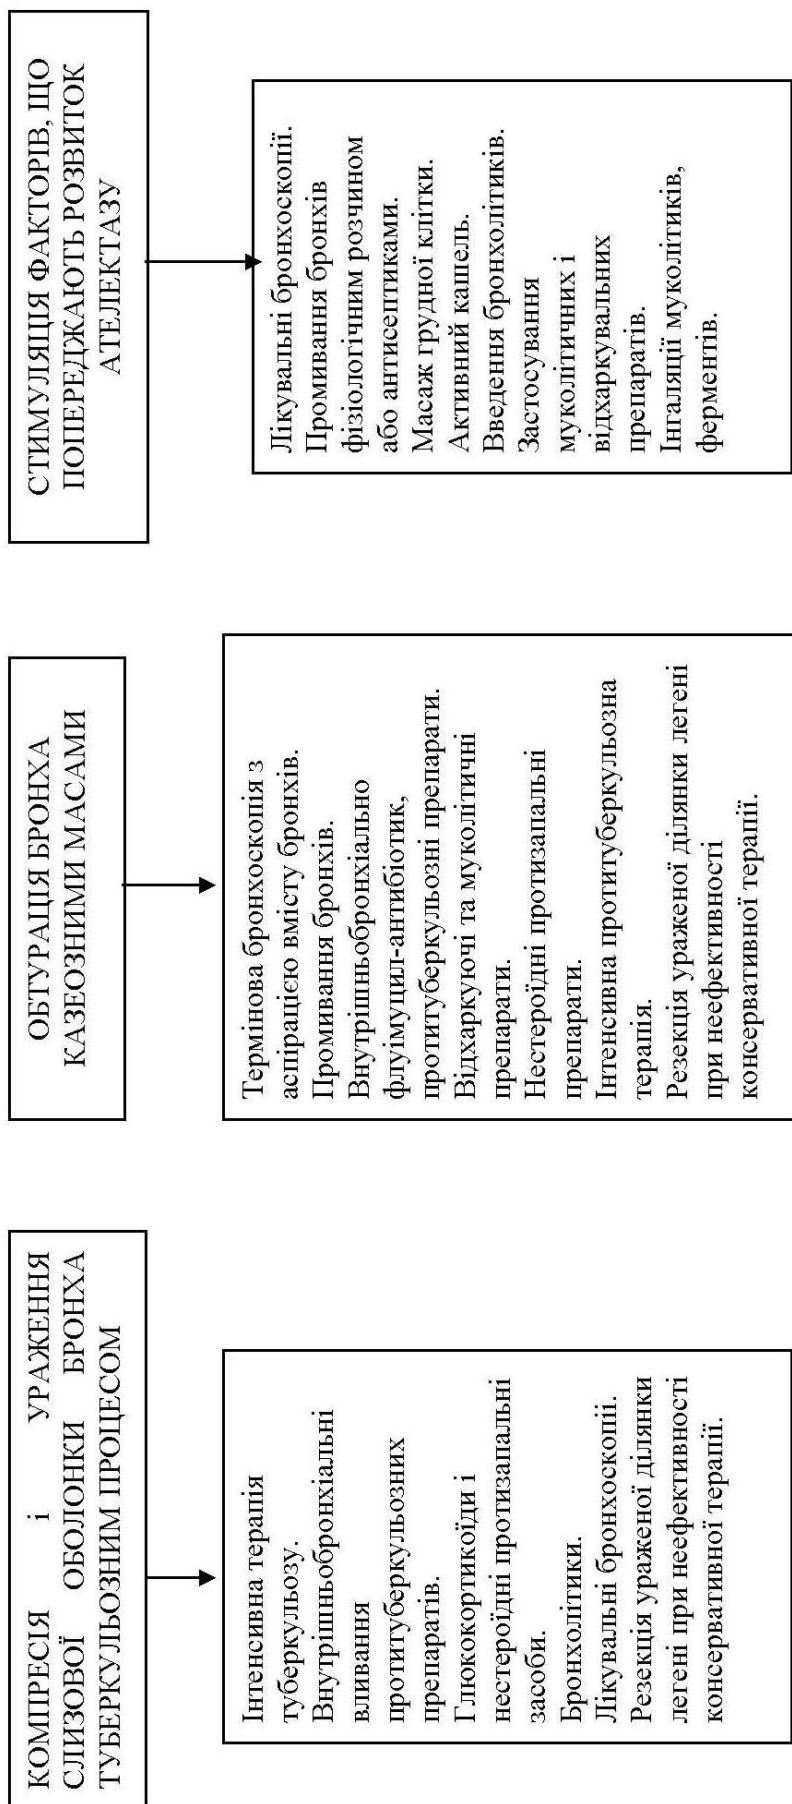 КОМПРЕСІЯ і УРАЖЕННЯ
СЛИЗОВОЇ ОБОЛОНКИ БРОНХА
ТУБЕРКУЛЬОЗНИМ ПРОЦЕСОМ
Інтенсивна терапія
туберкульозу.
Внутрішньобронхіальні
вливання
протитуберкульозних
препаратів.
Глюкокортикоїди і
нестероїдні протизапальні
засоби.
Бронхолітики.
Лікувальні бронхоскопії.
Резекція ураженої ділянки
легені при неефективності
консервативної терапії.
ОБТУРАЦІЯ БРОНХА
КАЗЕОЗНИМИ МАСАМИ
Термінова бронхоскопія з
аспірацією вмісту бронхів.
Промивання бронхів.
Внутрішньобронхіально
флуімуцил-антибіотик,
протитуберкульозні препарати.
Відхаркуючі та муколітичні
препарати.
Нестероїдні протизапальні
препарати.
Інтенсивна протитуберкульозна
терапія.
Резекція ураженої ділянки легені
при неефективності
консервативної терапії.
СТИМУЛЯЦІЯ ФАКТОРІВ, ЩО
ПОПЕРЕДЖАЮТЬ РОЗВИТОК
АТЕЛЕКТАЗУ
Лікувальні бронхоскопії.
Промивання бронхів
фізіологічним розчином
або антисептиками.
Масаж грудної клітки.
Активний кашель.
Введення бронхолітиків.
Застосування
муколітичних і
відхаркувальних
препаратів.
Інгаляції муколітиків,
ферментів.